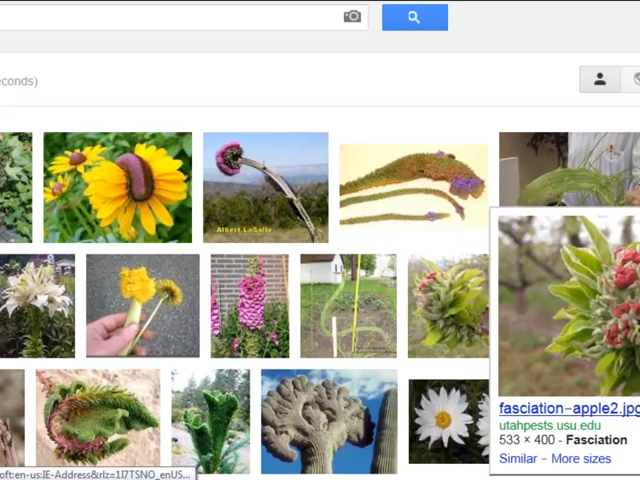 econds)
Albert LaSalle
fasciation-apple2.jpg
utahpests.usu.edu
533 × 400 - Fasciation
Similar - More sizes
oft:en-us:IE-Address&rlz=1I7TSNO_enUS...